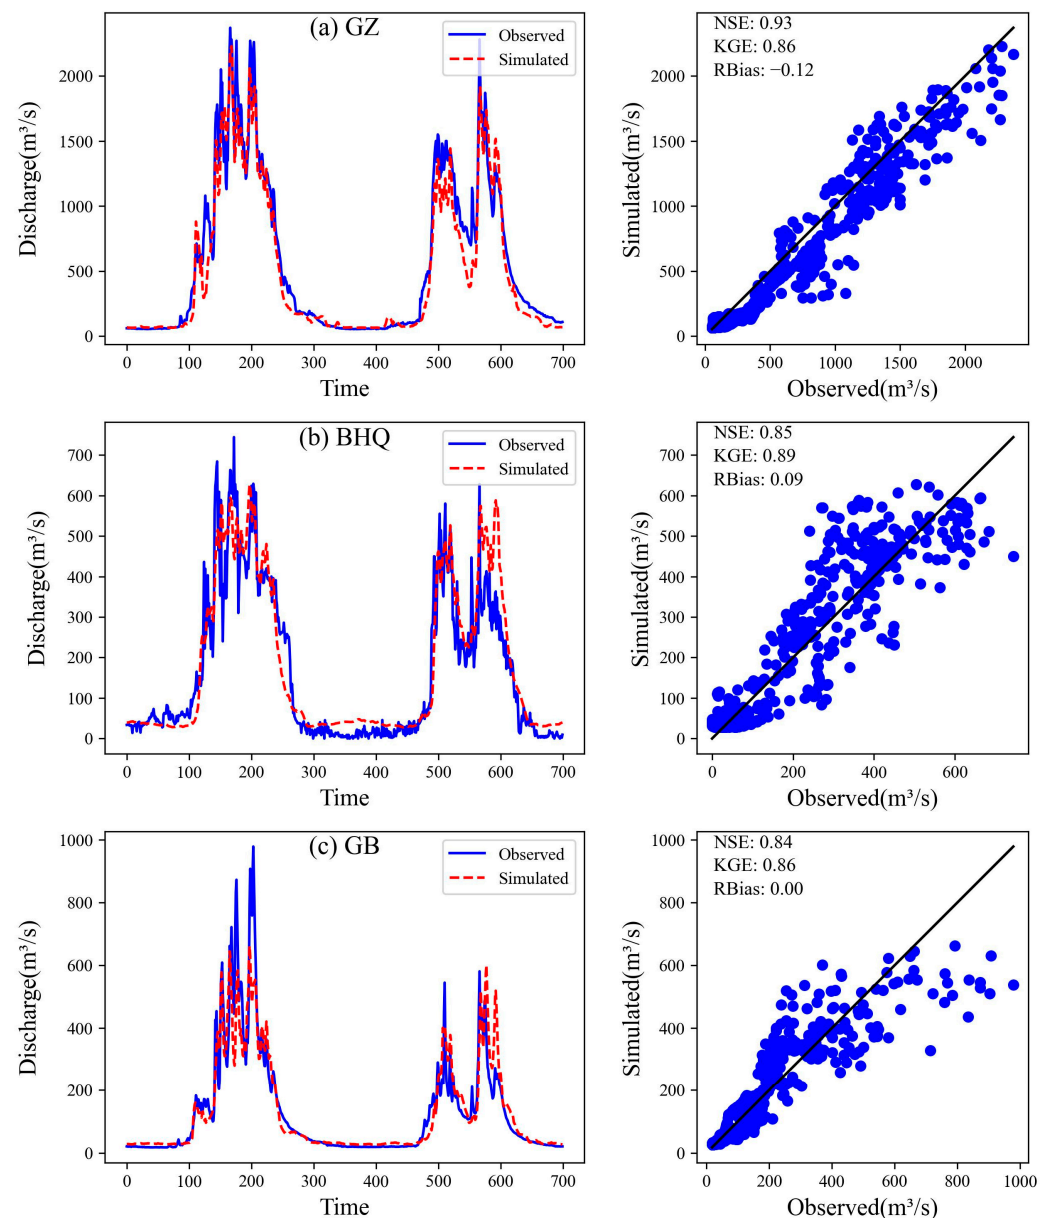 (a) GZ
Observed
Simulated
Discharge(m³/s)
2000
1500
1000
500
0
0 100 200 300 400 500 600 700
Time
NSE: 0.93
KGE: 0.86
RBias: −0.12
Simulated(m³/s)
2000
1500
1000
500
0
0 500 1000 1500 2000
Observed(m³/s)
(b) BHQ
Observed
Simulated
Discharge(m³/s)
700
600
500
400
300
200
100
0
0 100 200 300 400 500 600 700
Time
NSE: 0.85
KGE: 0.89
RBias: 0.09
Simulated(m³/s)
700
600
500
400
300
200
100
0
0 200 400 600
Observed(m³/s)
(c) GB
Observed
Simulated
Discharge(m³/s)
1000
800
600
400
200
0
0 100 200 300 400 500 600 700
Time
NSE: 0.84
KGE: 0.86
RBias: 0.00
Simulated(m³/s)
1000
800
600
400
200
0
0 200 400 600 800 1000
Observed(m³/s)